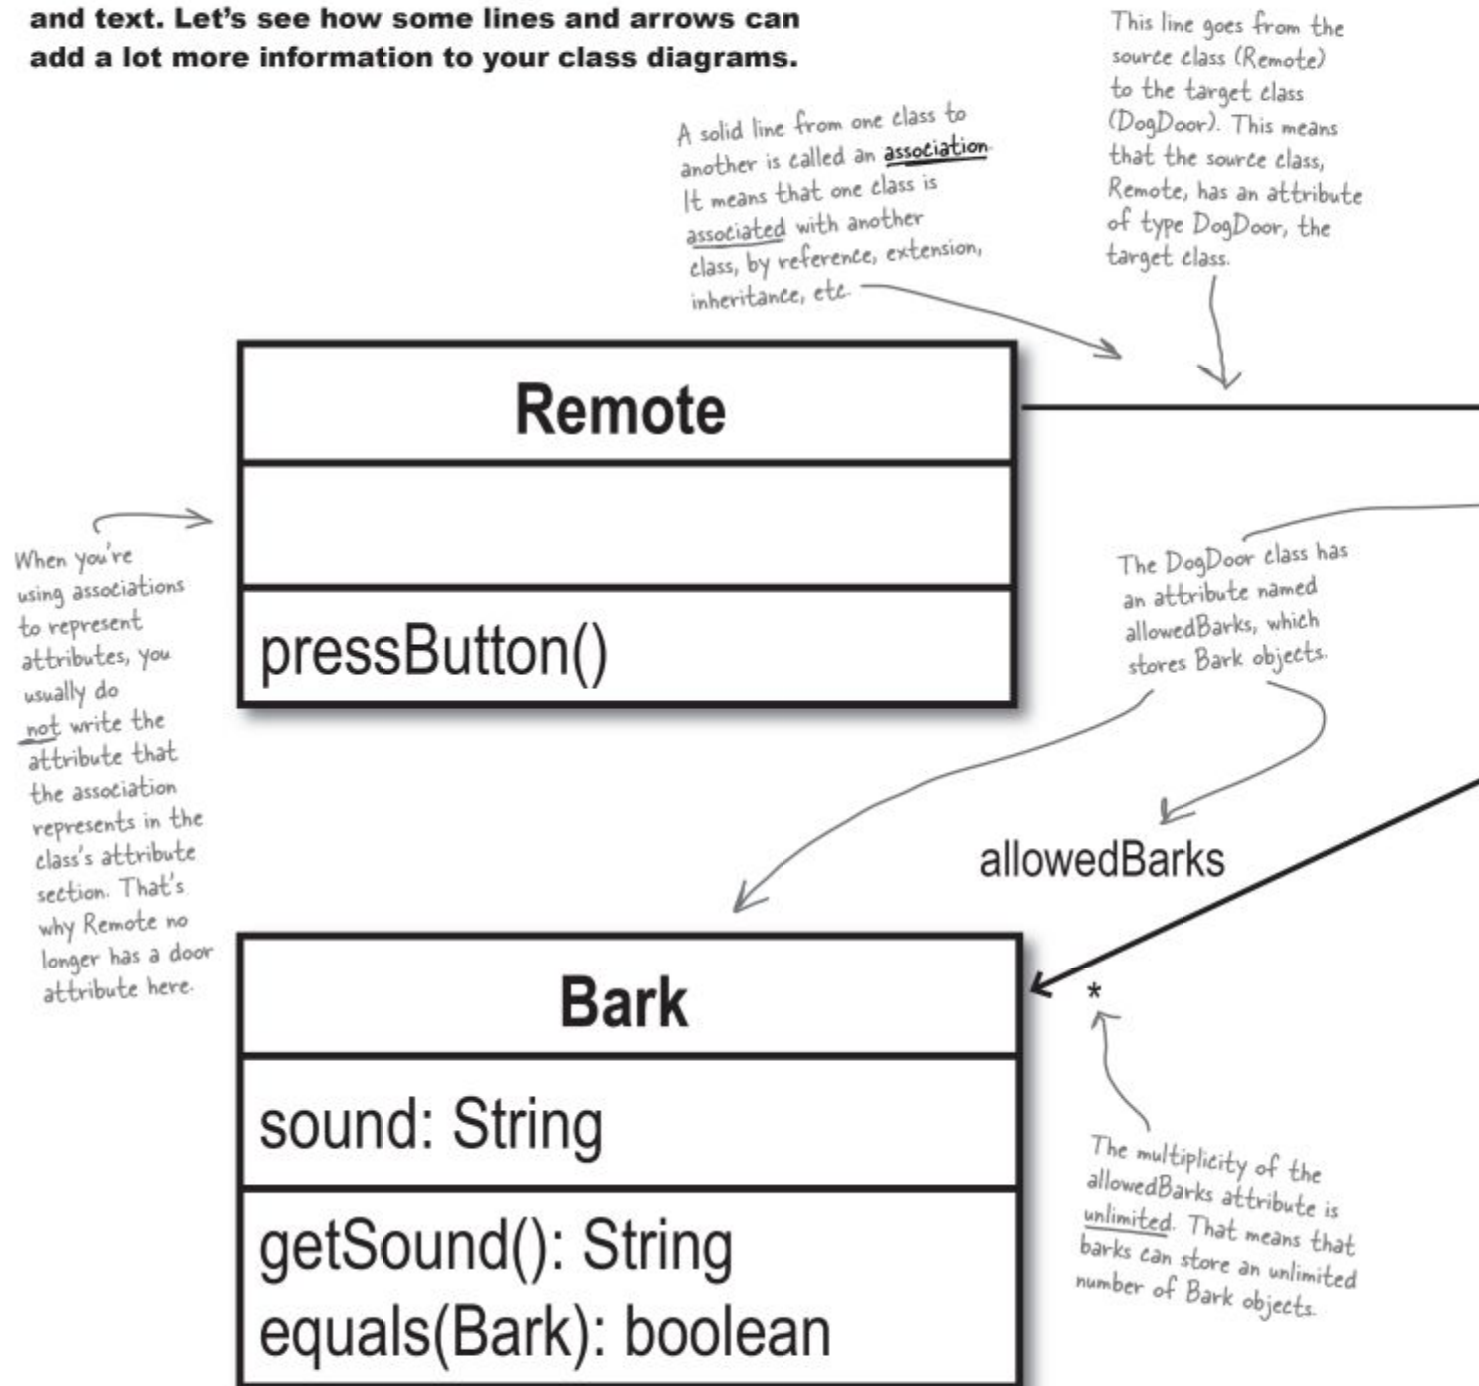 and text. Let’s see how some lines and arrows can
add a lot more information to your class diagrams.
A solid line from one class to
another is called an association.
It means that one class is
associated with another
class, by reference, extension,
inheritance, etc.
This line goes from the
source class (Remote)
to the target class
(DogDoor). This means
that the source class,
Remote, has an attribute
of type DogDoor, the
target class.
Remote
pressButton()
When you're
using associations
to represent
attributes, you
usually do
not write the
attribute that
the association
represents in the
class's attribute
section. That's
why Remote no
longer has a door
attribute here.
The DogDoor class has
an attribute named
allowedBarks, which
stores Bark objects.
allowedBarks
*
Bark
sound: String
getSound(): String
equals(Bark): boolean
The multiplicity of the
allowedBarks attribute is
unlimited. That means that
barks can store an unlimited
number of Bark objects.